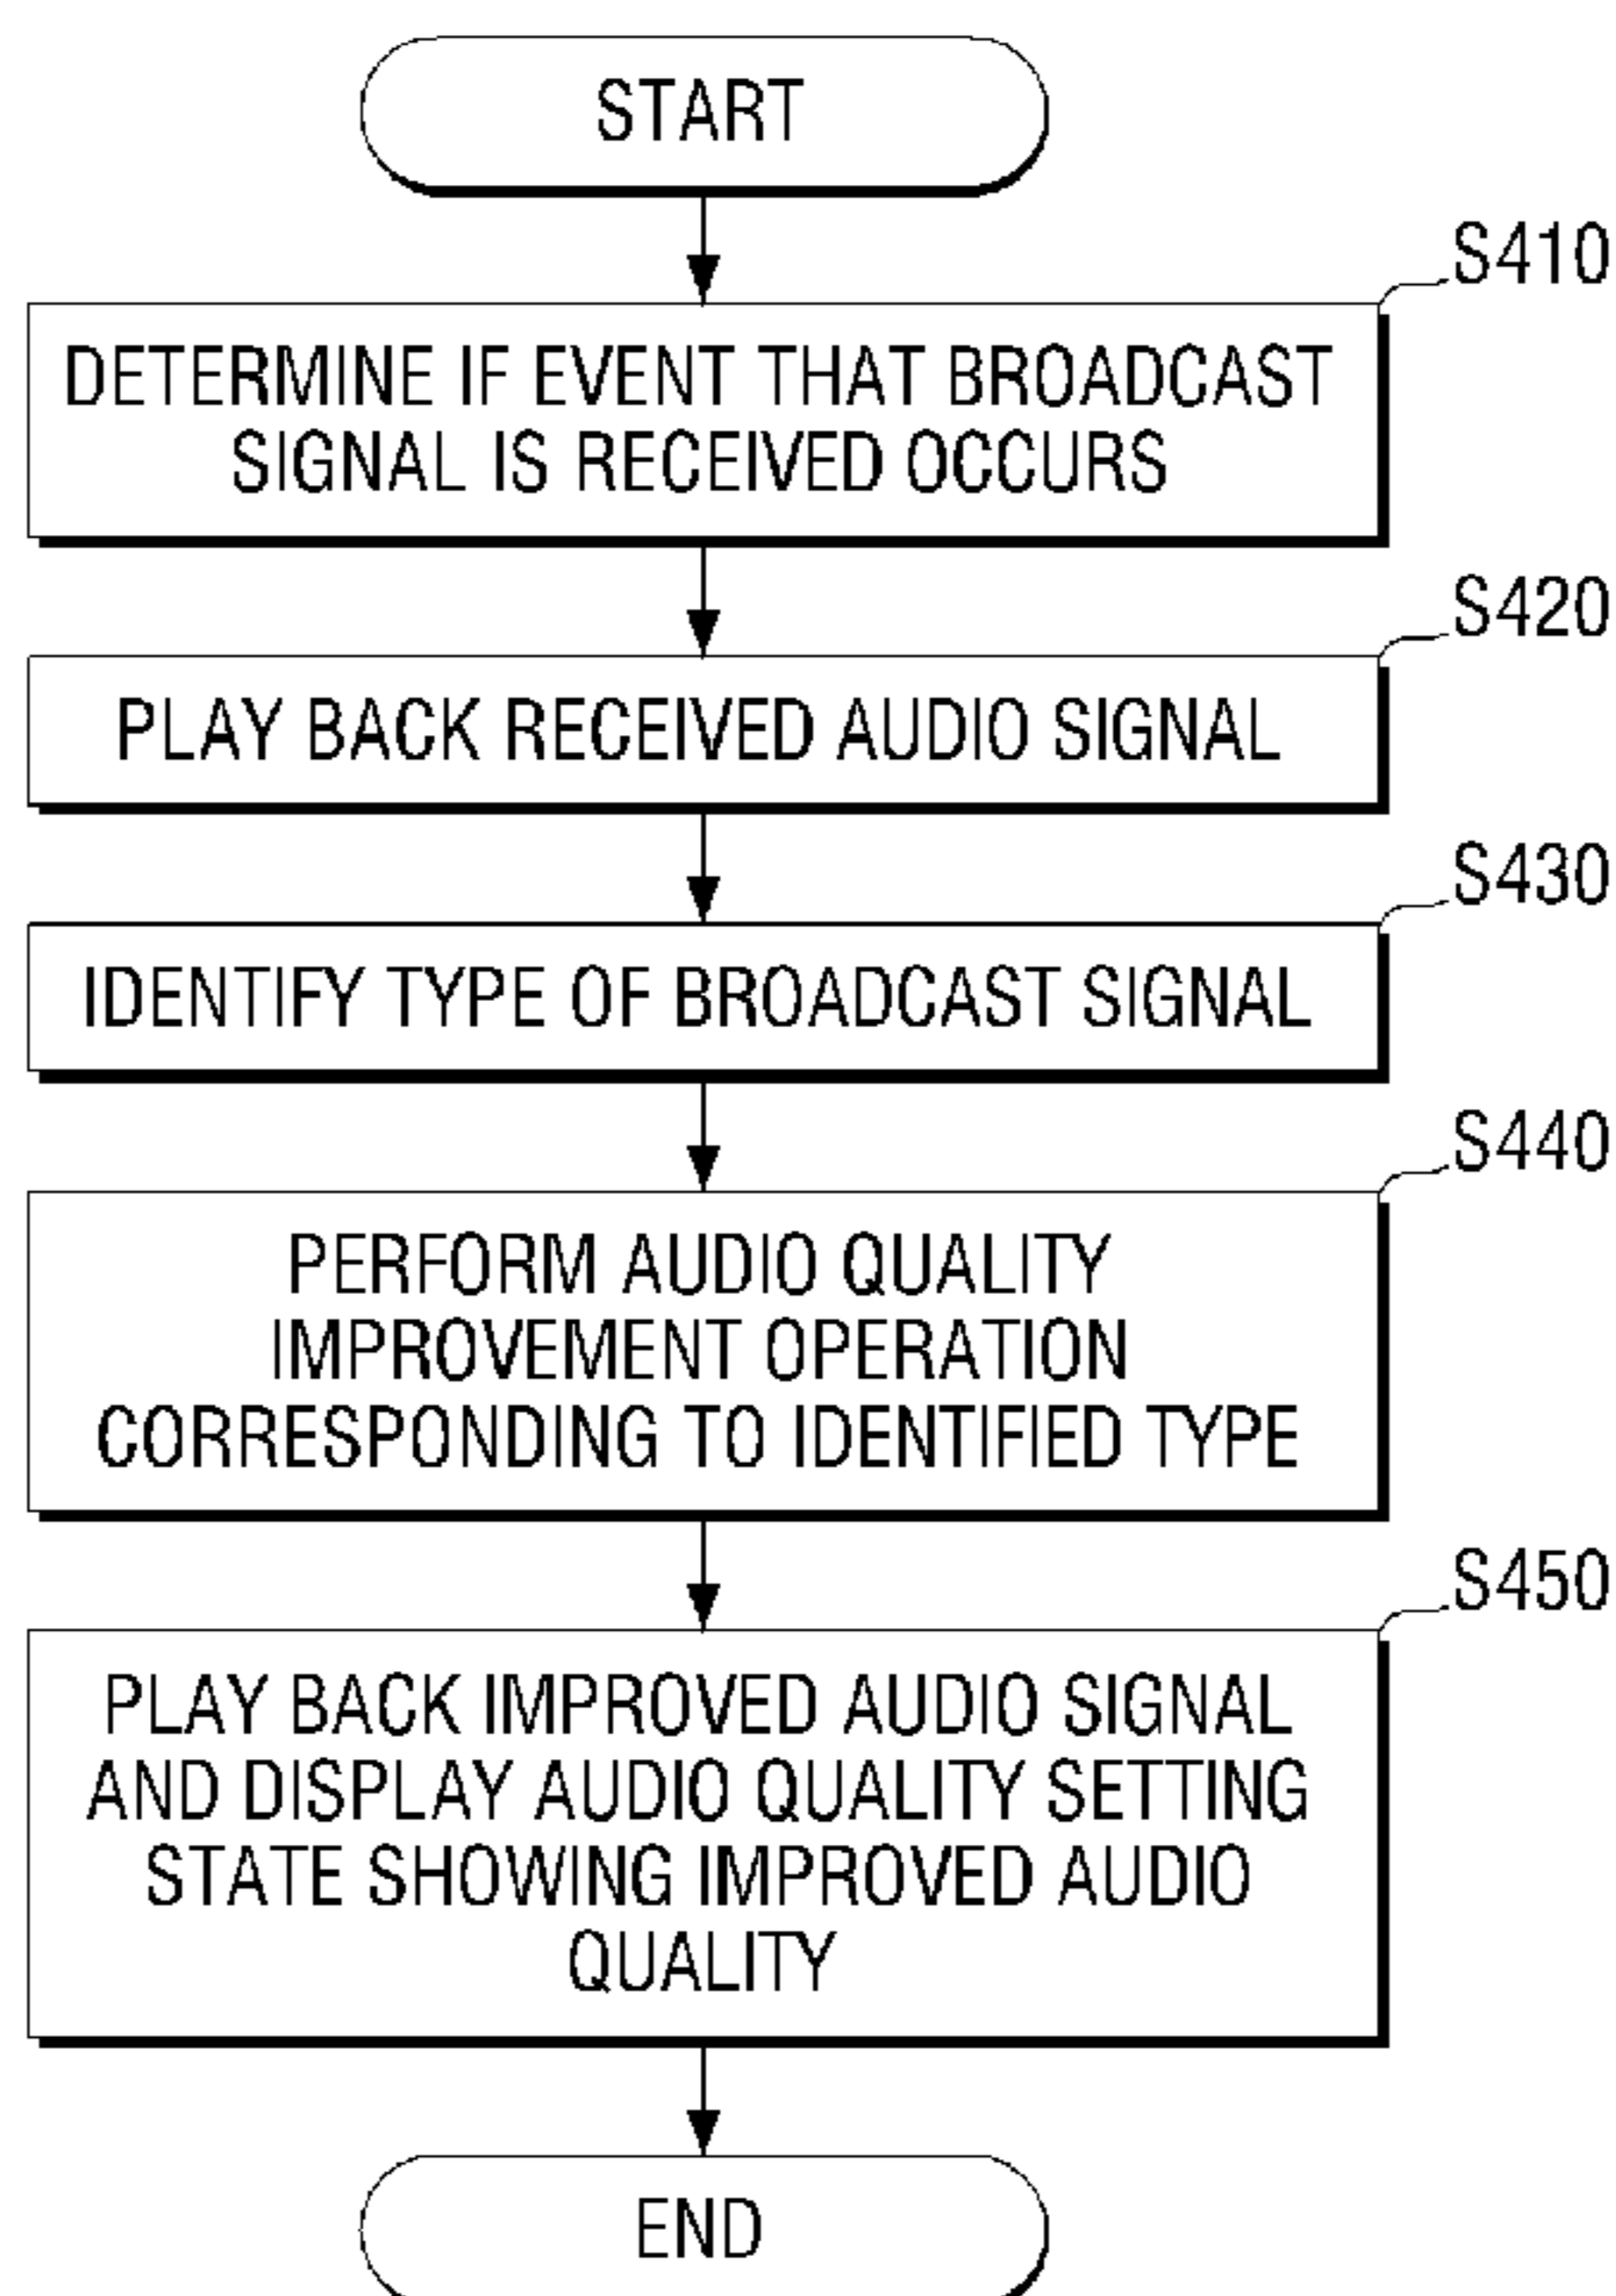 START
S410
DETERMINE IF EVENT THAT BROADCAST
SIGNAL IS RECEIVED OCCURS
S420
PLAY BACK RECEIVED AUDIO SIGNAL
S430
IDENTIFY TYPE OF BROADCAST SIGNAL
S440
PERFORM AUDIO QUALITY
IMPROVEMENT OPERATION
CORRESPONDING TO IDENTIFIED TYPE
S450
PLAY BACK IMPROVED AUDIO SIGNAL
AND DISPLAY AUDIO QUALITY SETTING
STATE SHOWING IMPROVED AUDIO
QUALITY
END